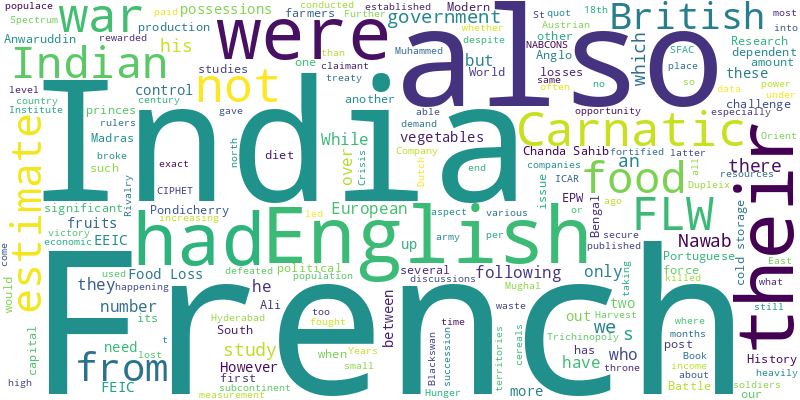 populace
Spectrum
war
possessions
paid
conducted
established
Modern
18th
most
rewarded
Further
farmers
government
St
quot
Austrian
into
British
Anwaruddin
production
his
were
also
Muhammed
other
NABCONS
SFAC
Research
dependent
Indian
level
country
Institute
control
studies
one
claimant
treaty
World
but
Anglo
losses
despite
whether
than
which
amount
these
place
so
data
often
no
power
under
princes
century
gave
another
able
same
opportunity
challenge
especially
not
India
rulers
Madras
broke
such
exact
CIPHET
north
diet
While
over
Crisis
demand
Company
vegetables
Dutch
end
Carnatic
Chanda Sahib
fortified
latter
Orient
an
there
estimate
significant
Rivalry
Pondicherry
fruits
economic
victory
EEIC
European
up
aspect
army
various
per
issue
companies
ICAR
EPW
or
ago
food
Dupleix
all
resources
their
had
English
FLW
Bengal
secure
published
Nawab
Portuguese
force
killed
cold storage
East
what
still
come
would
used
happening
they
Food Loss
increasing
led
defeated
political
population
he
several
discussions
Mughal
following
only
taking
two
number
its
Ali
Hyderabad
South
too
fought
between
waste
territories
Harvest
Trichinopoly
where
months
post
History
from
French
capital
need
FEIC
lost
t
high
study
However
first
subcontinent
measurement
when
Years
small
Blackswan
succession
time
Hunger
cereals
more
out
we
s
have
has
who
throne
Book
income
about
Battle
our
heavily
soldiers